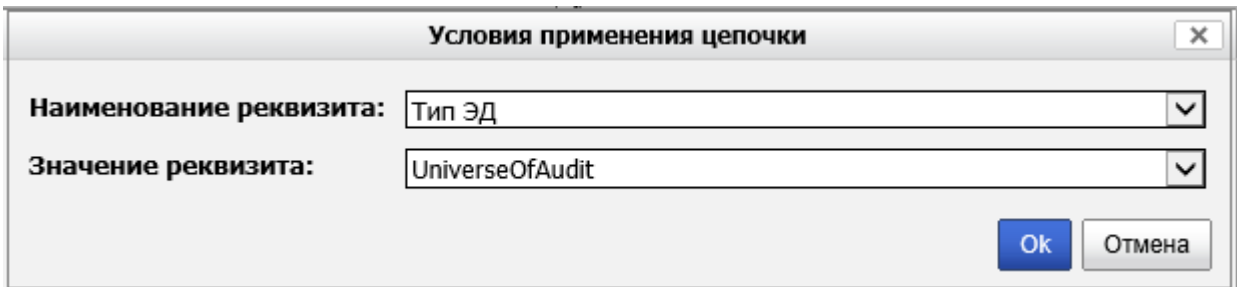 Условия применения цепочки
Наименование реквизита: Тип ЭД
Значение реквизита: UniverseOfAudit
Ok Отмена